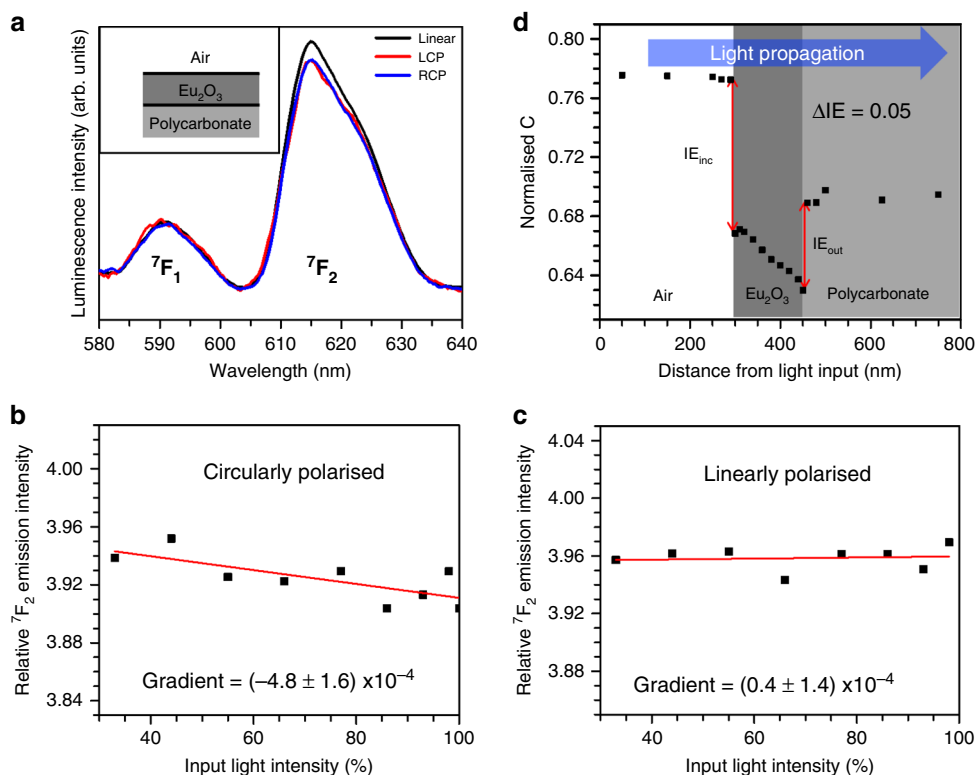 a
Luminescence intensity (arb. units)
Air
Eu₂O₃
Polycarbonate
Linear
LCP
RCP
⁷F₁
⁷F₂
580 590 600 610 620 630 640
Wavelength (nm)
d
Normalised C
0.80
0.76
0.72
0.68
0.64
Light propagation
ΔIE = 0.05
IEinc
IEout
Air
Eu₂O₃
Polycarbonate
0 200 400 600 800
Distance from light input (nm)
b
Relative ⁷F₂ emission intensity
4.00
3.96
3.92
3.88
3.84
Circularly polarised
Gradient = (−4.8 ± 1.6) x10⁻⁴
40 60 80 100
Input light intensity (%)
c
Relative ⁷F₂ emission intensity
4.04
4.00
3.96
3.92
3.88
Linearly polarised
Gradient = (0.4 ± 1.4) x10⁻⁴
40 60 80 100
Input light intensity (%)